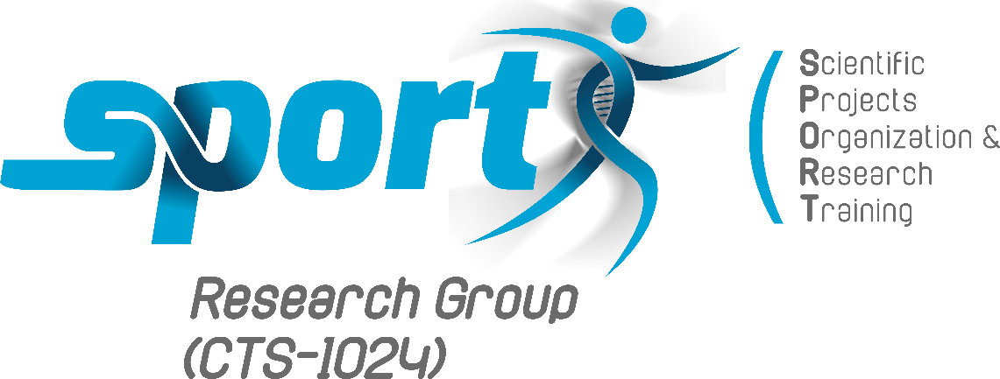 sport
Scientific
Projects
Organization &
Research
Training
Research Group
(CTS-1024)